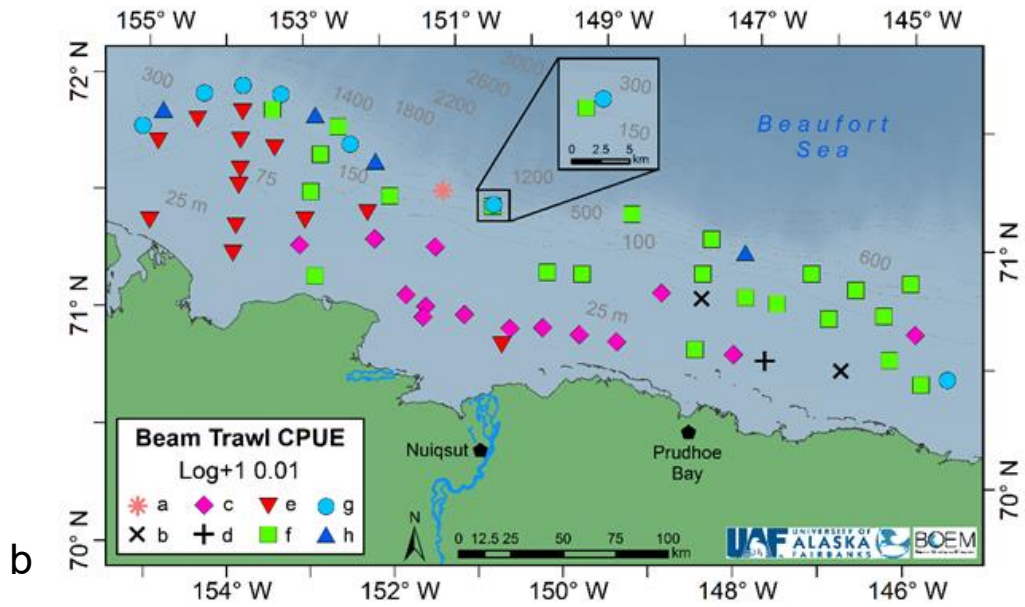 155° W 153° W 151° W 149° W 147° W 145° W
72° N
71° N
70° N
71° N
70° N
3000
300
2600
1400
2200
1800
300
150
0 2.5 5
km
Beaufort
Sea
75
150
1200
25 m
500
100
600
25 m
Nuiqsut
Prudhoe
Bay
Beam Trawl CPUE
Log+1 0.01
a c e g
b d f h
N
0 12.5 25 50 75 100
km
UAF UNIVERSITY OF
ALASKA
FAIRBANKS
BOEM
154° W 152° W 150° W 148° W 146° W
b